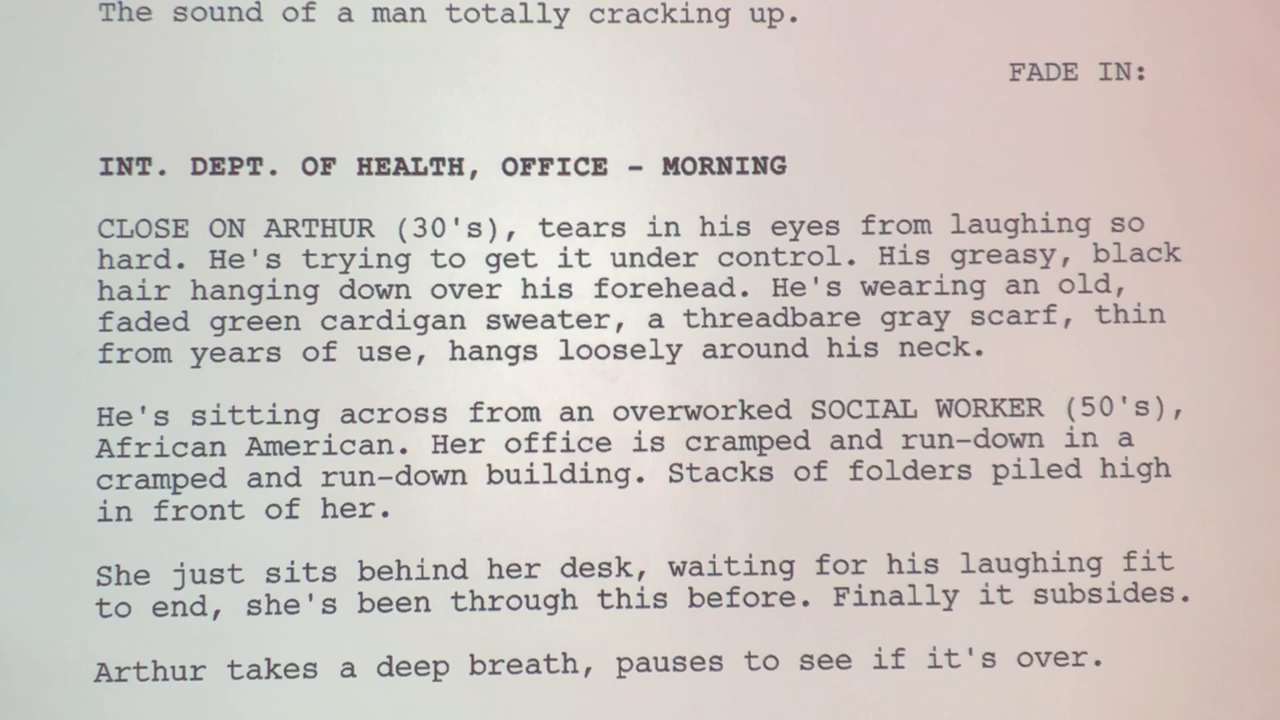 The sound of a man totally cracking up.
FADE IN:
INT. DEPT. OF HEALTH, OFFICE - MORNING
CLOSE ON ARTHUR (30's), tears in his eyes from laughing so
hard. He's trying to get it under control. His greasy, black
hair hanging down over his forehead. He's wearing an old,
faded green cardigan sweater, a threadbare gray scarf, thin
from years of use, hangs loosely around his neck.
He's sitting across from an overworked SOCIAL WORKER (50's),
African American. Her office is cramped and run-down in a
cramped and run-down building. Stacks of folders piled high
in front of her.
She just sits behind her desk, waiting for his laughing fit
to end, she's been through this before. Finally it subsides.
Arthur takes a deep breath, pauses to see if it's over.